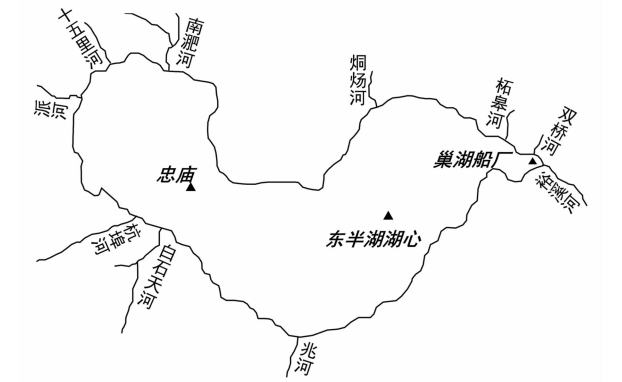 十五里河
南淝河
派河
烔炀河
柘皋河
双桥河
巢湖船厂
裕溪河
忠庙
东半湖湖心
杭埠河
白石天河
兆河